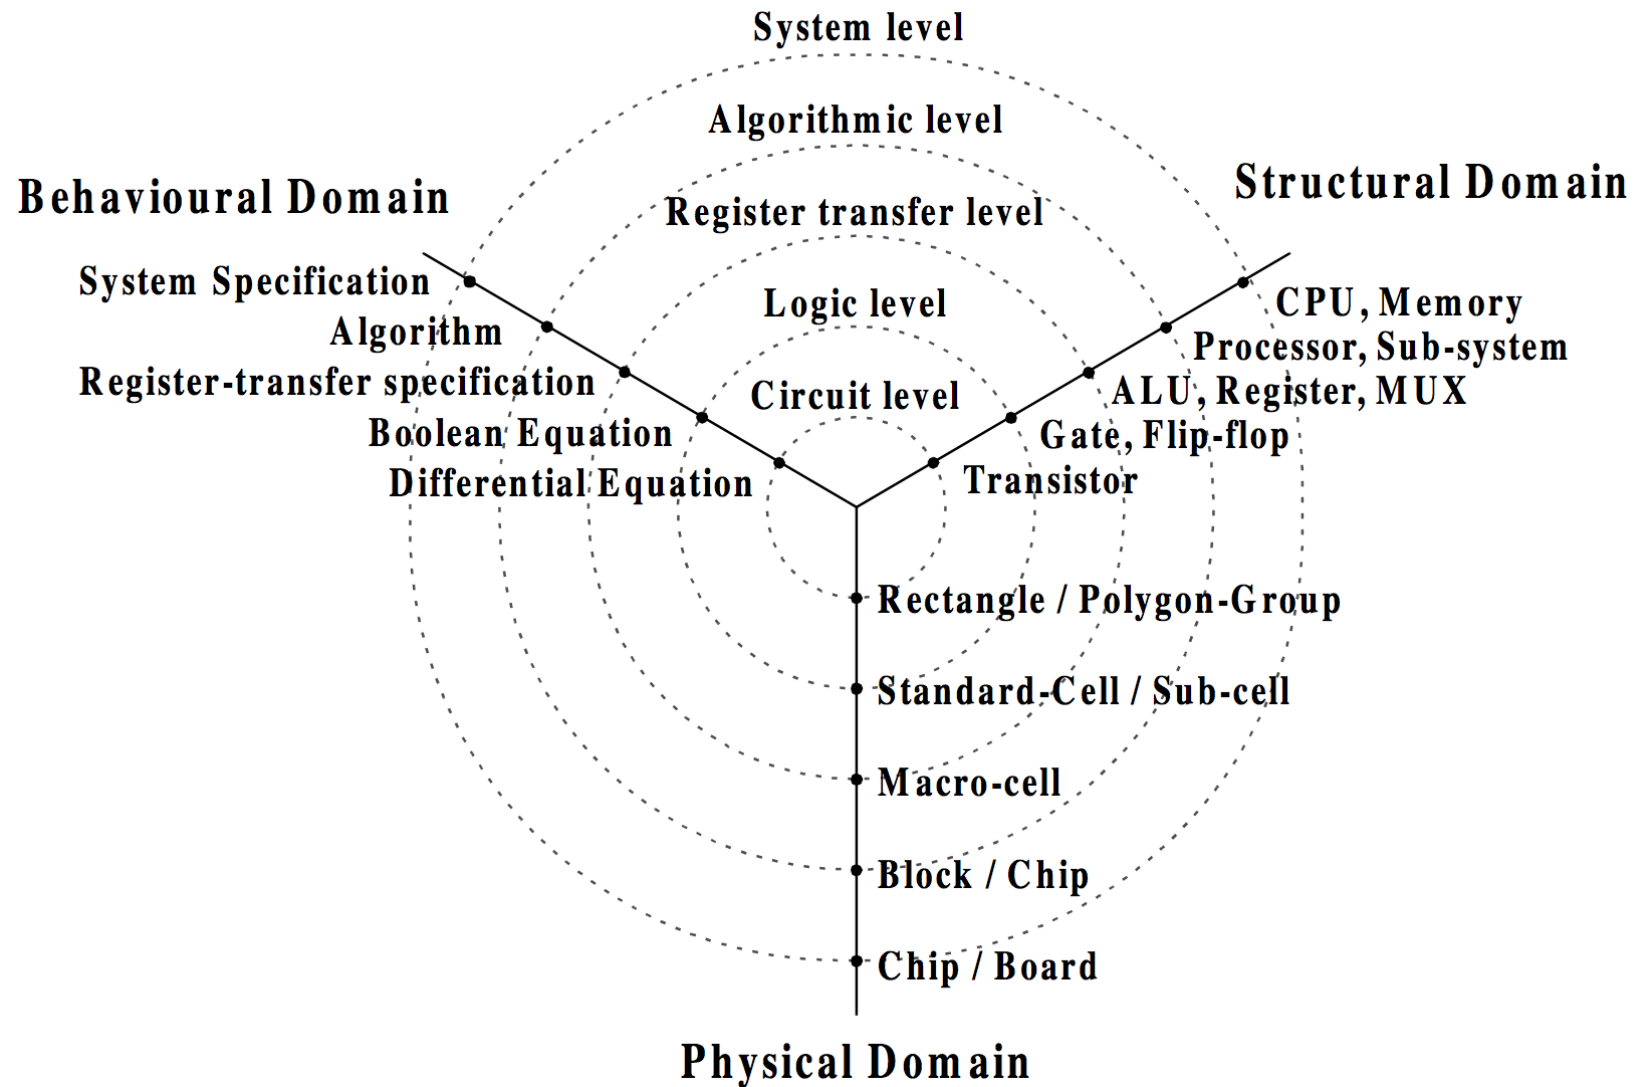 System level
Algorithmic level
Register transfer level
Logic level
Circuit level
Behavioural Domain
System Specification
Algorithm
Register-transfer specification
Boolean Equation
Differential Equation
Structural Domain
CPU, Memory
Processor, Sub-system
ALU, Register, MUX
Gate, Flip-flop
Transistor
Rectangle / Polygon-Group
Standard-Cell / Sub-cell
Macro-cell
Block / Chip
Chip / Board
Physical Domain